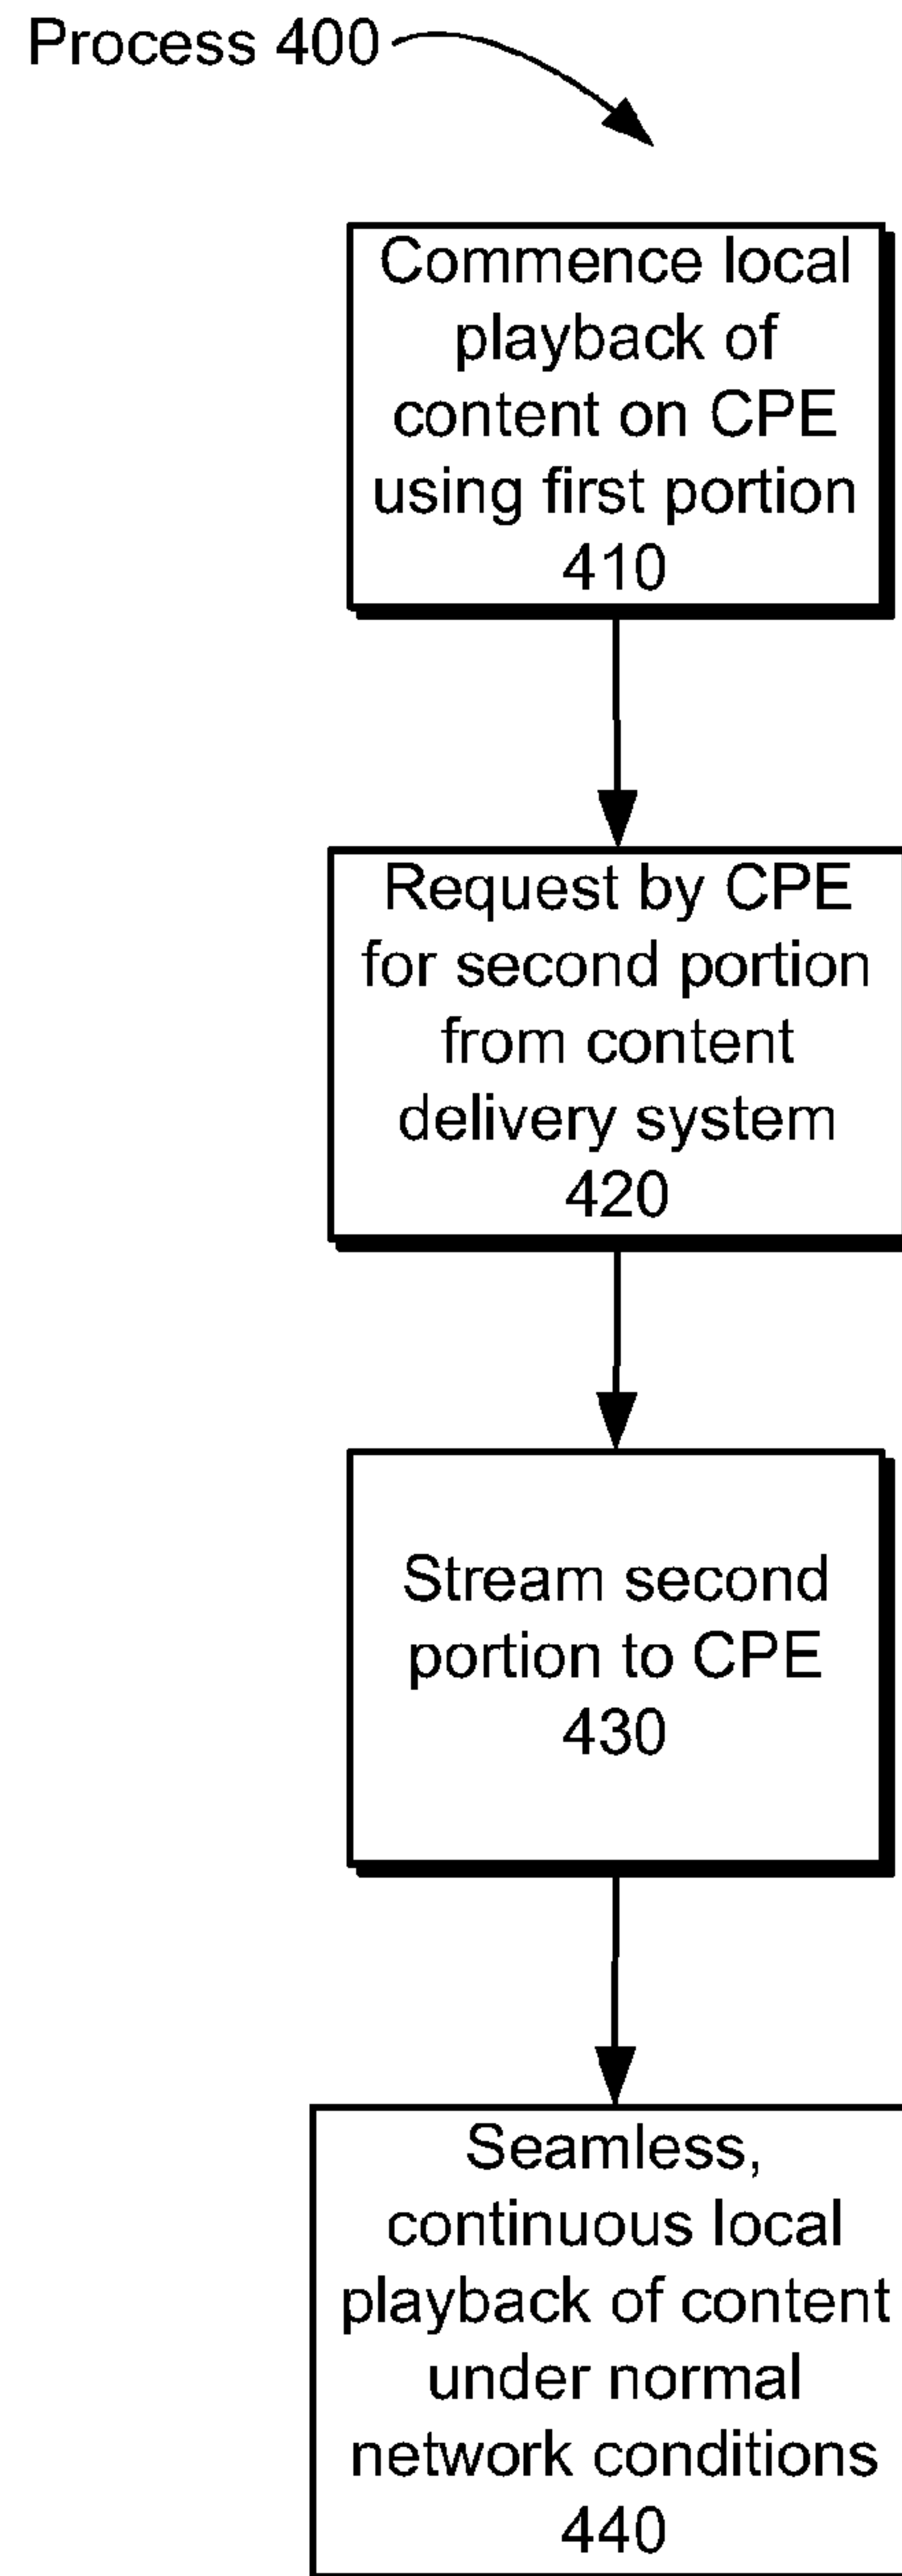 Process 400
Commence local
playback of
content on CPE
using first portion
410
Request by CPE
for second portion
from content
delivery system
420
Stream second
portion to CPE
430
Seamless,
continuous local
playback of content
under normal
network conditions
440